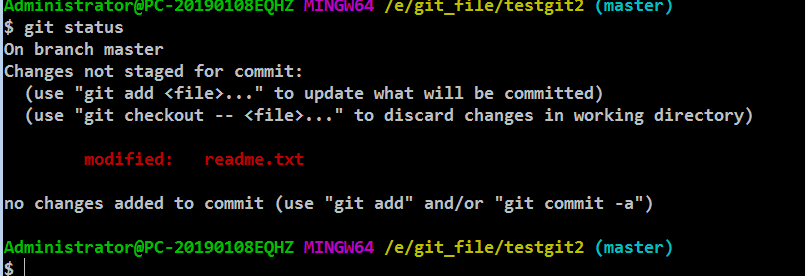 Administrator@PC-20190108EQHZ MINGW64 /e/git_file/testgit2 (master)
$ git status
On branch master
Changes not staged for commit:
  (use "git add <file>..." to update what will be committed)
  (use "git checkout -- <file>..." to discard changes in working directory)
        modified:   readme.txt
no changes added to commit (use "git add" and/or "git commit -a")
Administrator@PC-20190108EQHZ MINGW64 /e/git_file/testgit2 (master)
$